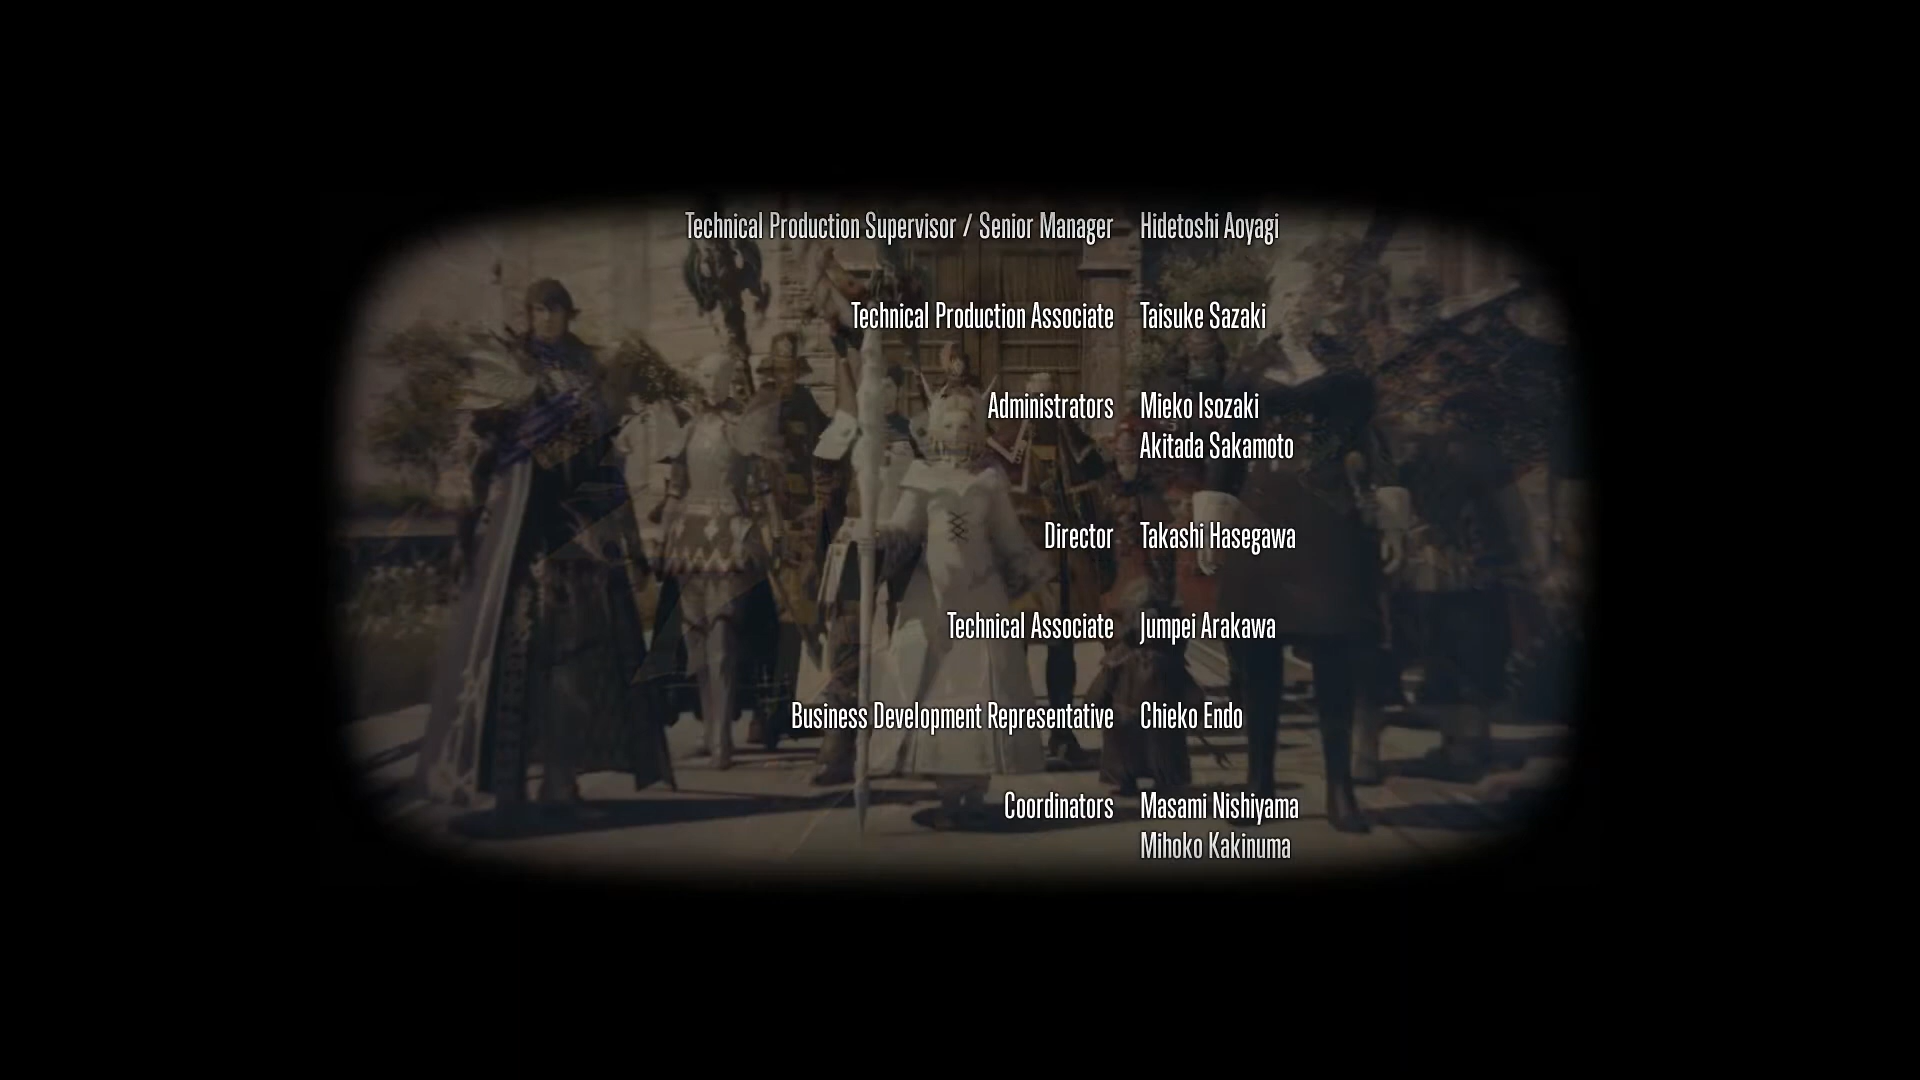 Technical Production Supervisor / Senior Manager Hidetoshi Aoyagi
Technical Production Associate Taisuke Sazaki
Administrators Mieko Isozaki
Akitada Sakamoto
Director Takashi Hasegawa
Technical Associate Jumpei Arakawa
Business Development Representative Chieko Endo
Coordinators Masami Nishiyama
Mihoko Kakinuma